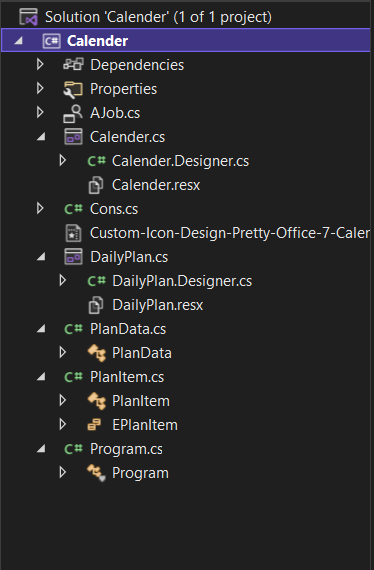 Solution 'Calender' (1 of 1 project)
C# Calender
Dependencies
Properties
AJob.cs
Calender.cs
C# Calender.Designer.cs
Calender.resx
C# Cons.cs
Custom-Icon-Design-Pretty-Office-7-Caler
DailyPlan.cs
C# DailyPlan.Designer.cs
DailyPlan.resx
C# PlanData.cs
PlanData
C# PlanItem.cs
PlanItem
EPlanItem
C# Program.cs
Program